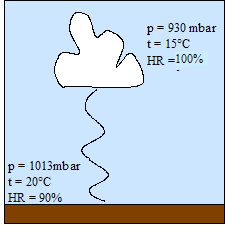 p = 930 mbar
t = 15°C
HR =100%
p = 1013mbar
t = 20°C
HR = 90%